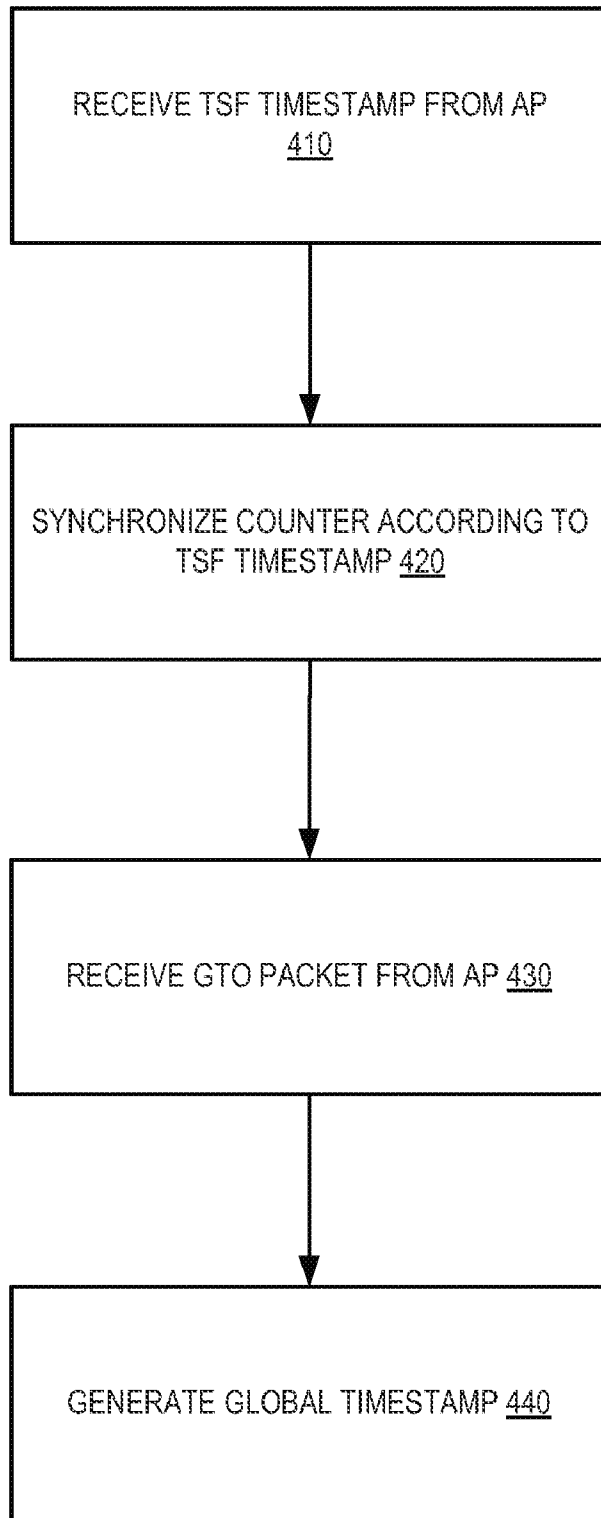 RECEIVE TSF TIMESTAMP FROM AP
410
SYNCHRONIZE COUNTER ACCORDING TO
TSF TIMESTAMP 420
RECEIVE GTO PACKET FROM AP 430
GENERATE GLOBAL TIMESTAMP 440